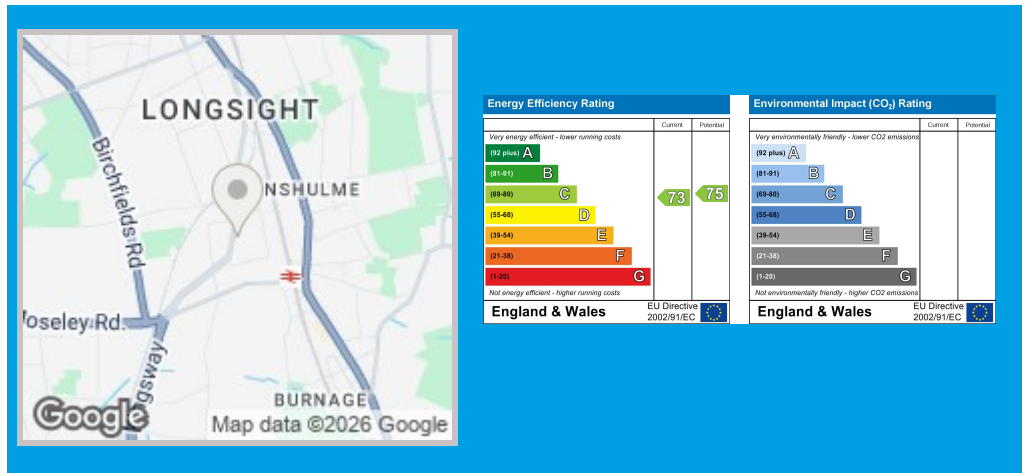 LONGSIGHT
Birchfields Rd
NSHULME
oseley Rd.
gsway
BURNAGE
Google
Map data ©2026 Google
Energy Efficiency Rating
Current Potential
Very energy efficient - lower running costs
(92 plus) A
(81-91) B
(69-80) C
73 75
(55-68) D
(39-54) E
(21-38) F
(1-20) G
Not energy efficient - higher running costs
England & Wales
EU Directive
2002/91/EC
Environmental Impact (CO₂) Rating
Current Potential
Very environmentally friendly - lower CO2 emissions
(92 plus) A
(81-91) B
(69-80) C
(55-68) D
(39-54) E
(21-38) F
(1-20) G
Not environmentally friendly - higher CO2 emissions
England & Wales
EU Directive
2002/91/EC